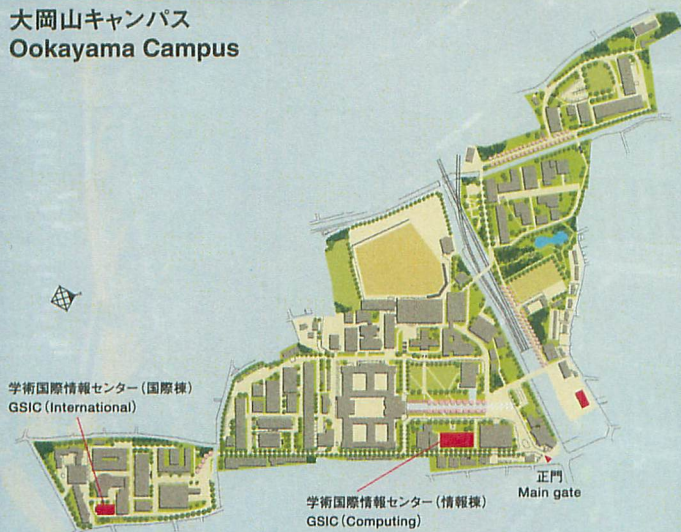 大岡山キャンパス
Ookayama Campus
学術国際情報センター(国際棟)
GSIC(International)
学術国際情報センター(情報棟)
GSIC(Computing)
正門
Main gate